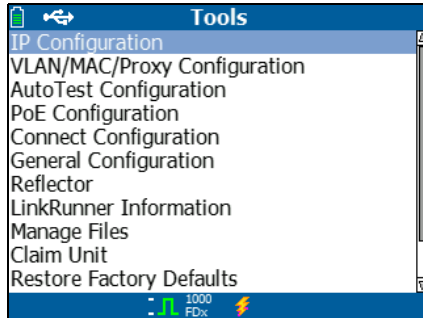 Tools
IP Configuration
VLAN/MAC/Proxy Configuration
AutoTest Configuration
PoE Configuration
Connect Configuration
General Configuration
Reflector
LinkRunner Information
Manage Files
Claim Unit
Restore Factory Defaults
1000
FDx